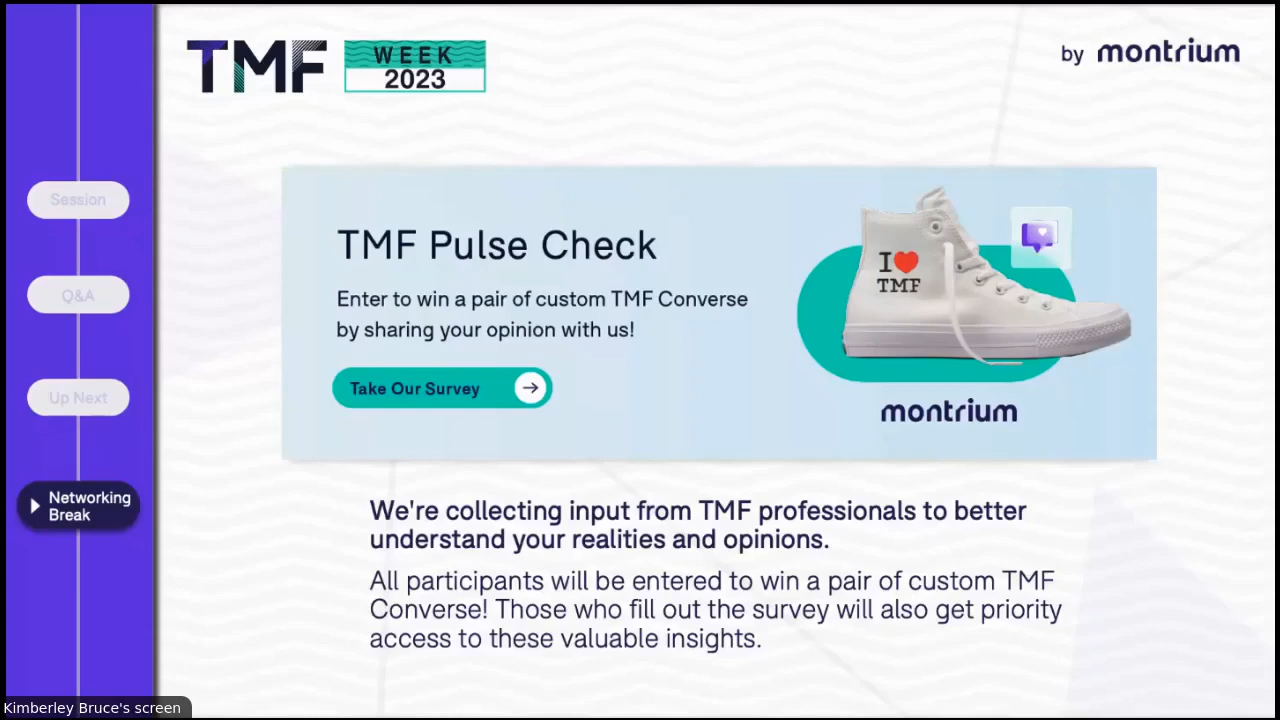 TMF
WEEK
2023
by montrium
Session
Q&A
Up Next
Networking
Break
TMF Pulse Check
Enter to win a pair of custom TMF Converse
by sharing your opinion with us!
Take Our Survey
I
TMF
montrium
We're collecting input from TMF professionals to better
understand your realities and opinions.
All participants will be entered to win a pair of custom TMF
Converse! Those who fill out the survey will also get priority
access to these valuable insights.
Kimberley Bruce's screen